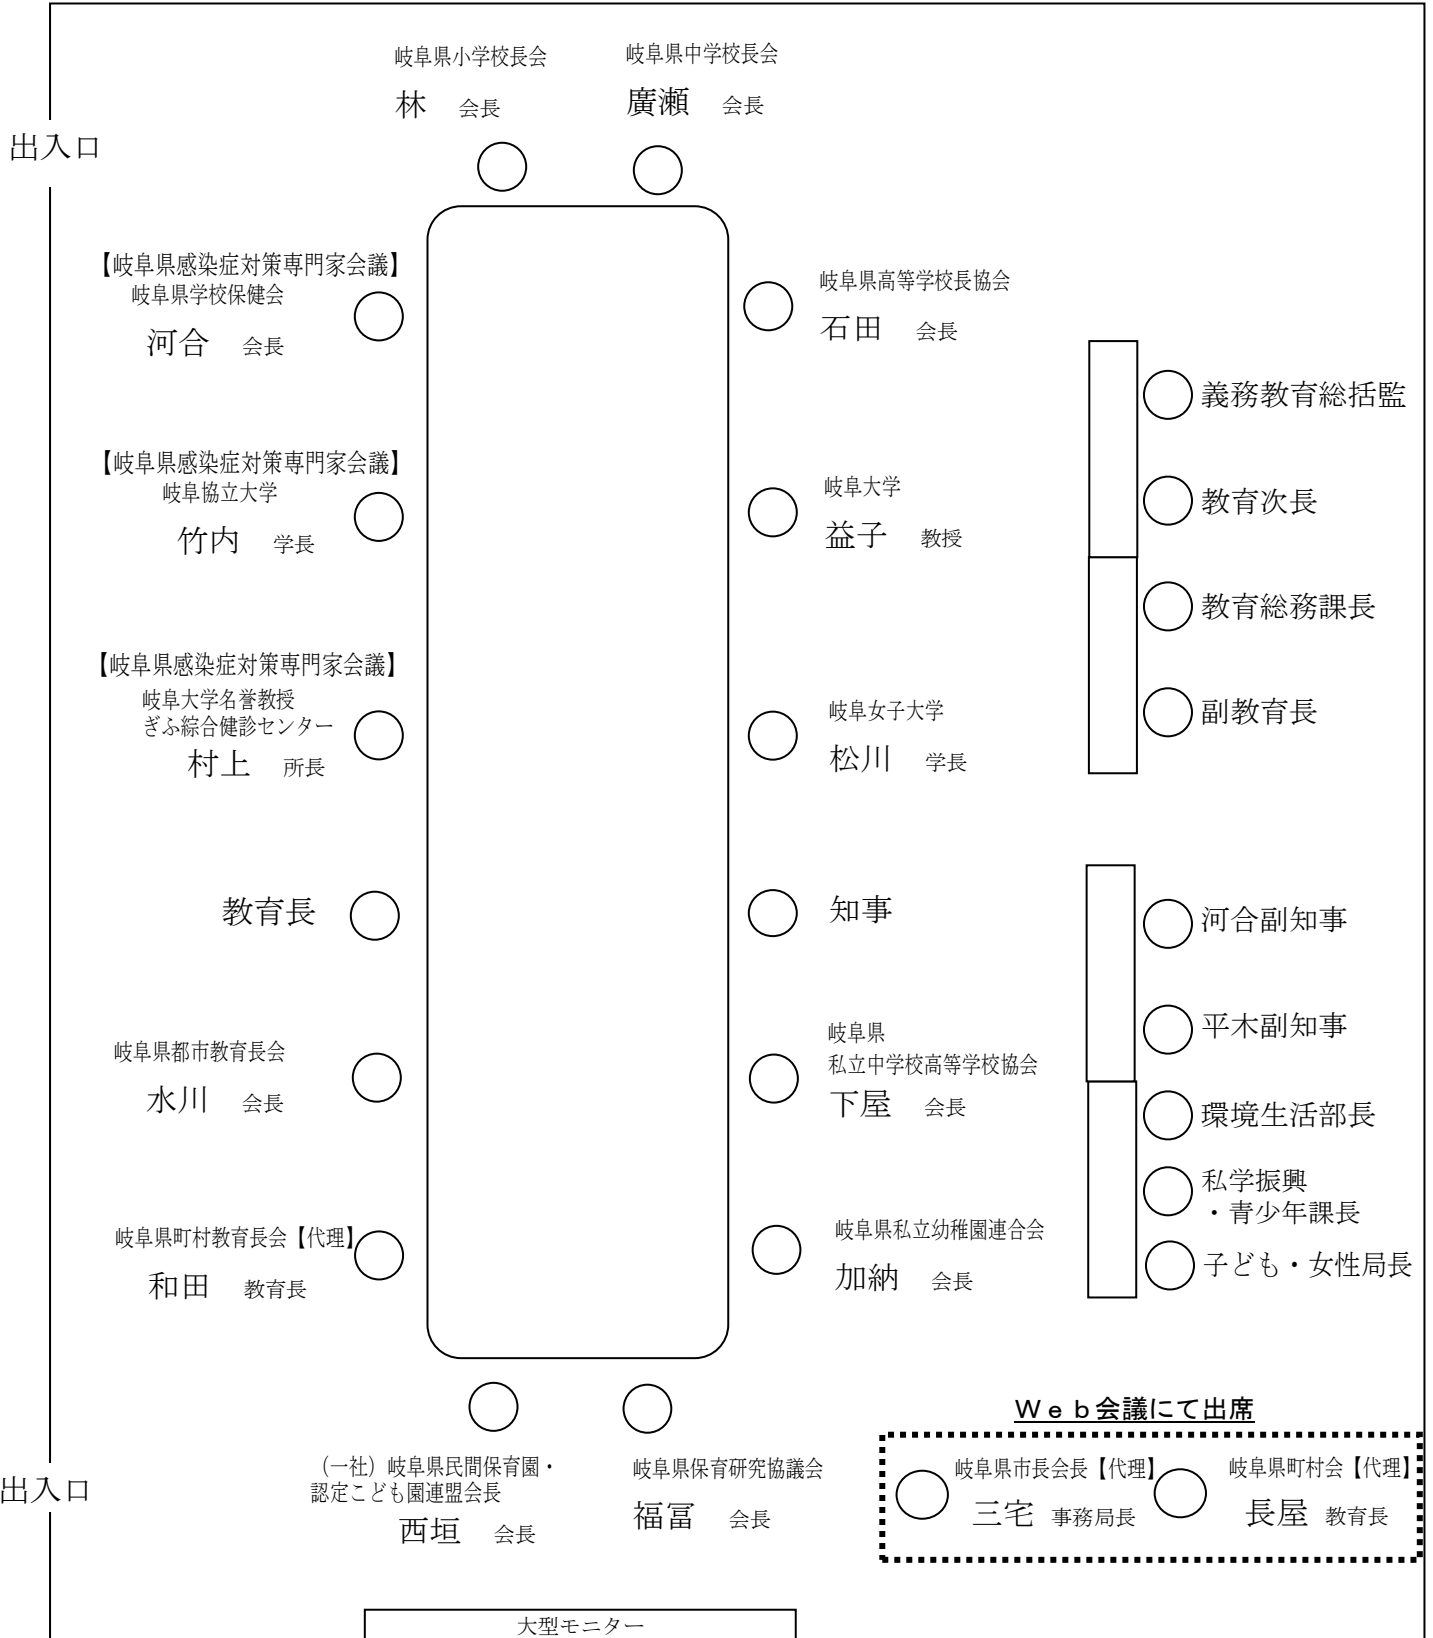 岐阜県小学校長会
林 会長
岐阜県中学校長会
廣瀬 会長
出入口
【岐阜県感染症対策専門家会議】
岐阜県学校保健会
河合 会長
岐阜県高等学校長協会
石田 会長
【岐阜県感染症対策専門家会議】
岐阜協立大学
竹内 学長
岐阜大学
益子 教授
【岐阜県感染症対策専門家会議】
岐阜大学名誉教授
ぎふ綜合健診センター
村上 所長
岐阜女子大学
松川 学長
教育長
知事
岐阜県都市教育長会
水川 会長
岐阜県
私立中学校高等学校協会
下屋 会長
岐阜県町村教育長会【代理】
和田 教育長
岐阜県私立幼稚園連合会
加納 会長
義務教育総括監
教育次長
教育総務課長
副教育長
河合副知事
平木副知事
環境生活部長
私学振興
・青少年課長
子ども・女性局長
出入口
（一社）岐阜県民間保育園・
認定こども園連盟会長
西垣 会長
岐阜県保育研究協議会
福冨 会長
Ｗｅｂ会議にて出席
岐阜県市長会長【代理】
三宅 事務局長
岐阜県町村会【代理】
長屋 教育長
大型モニター